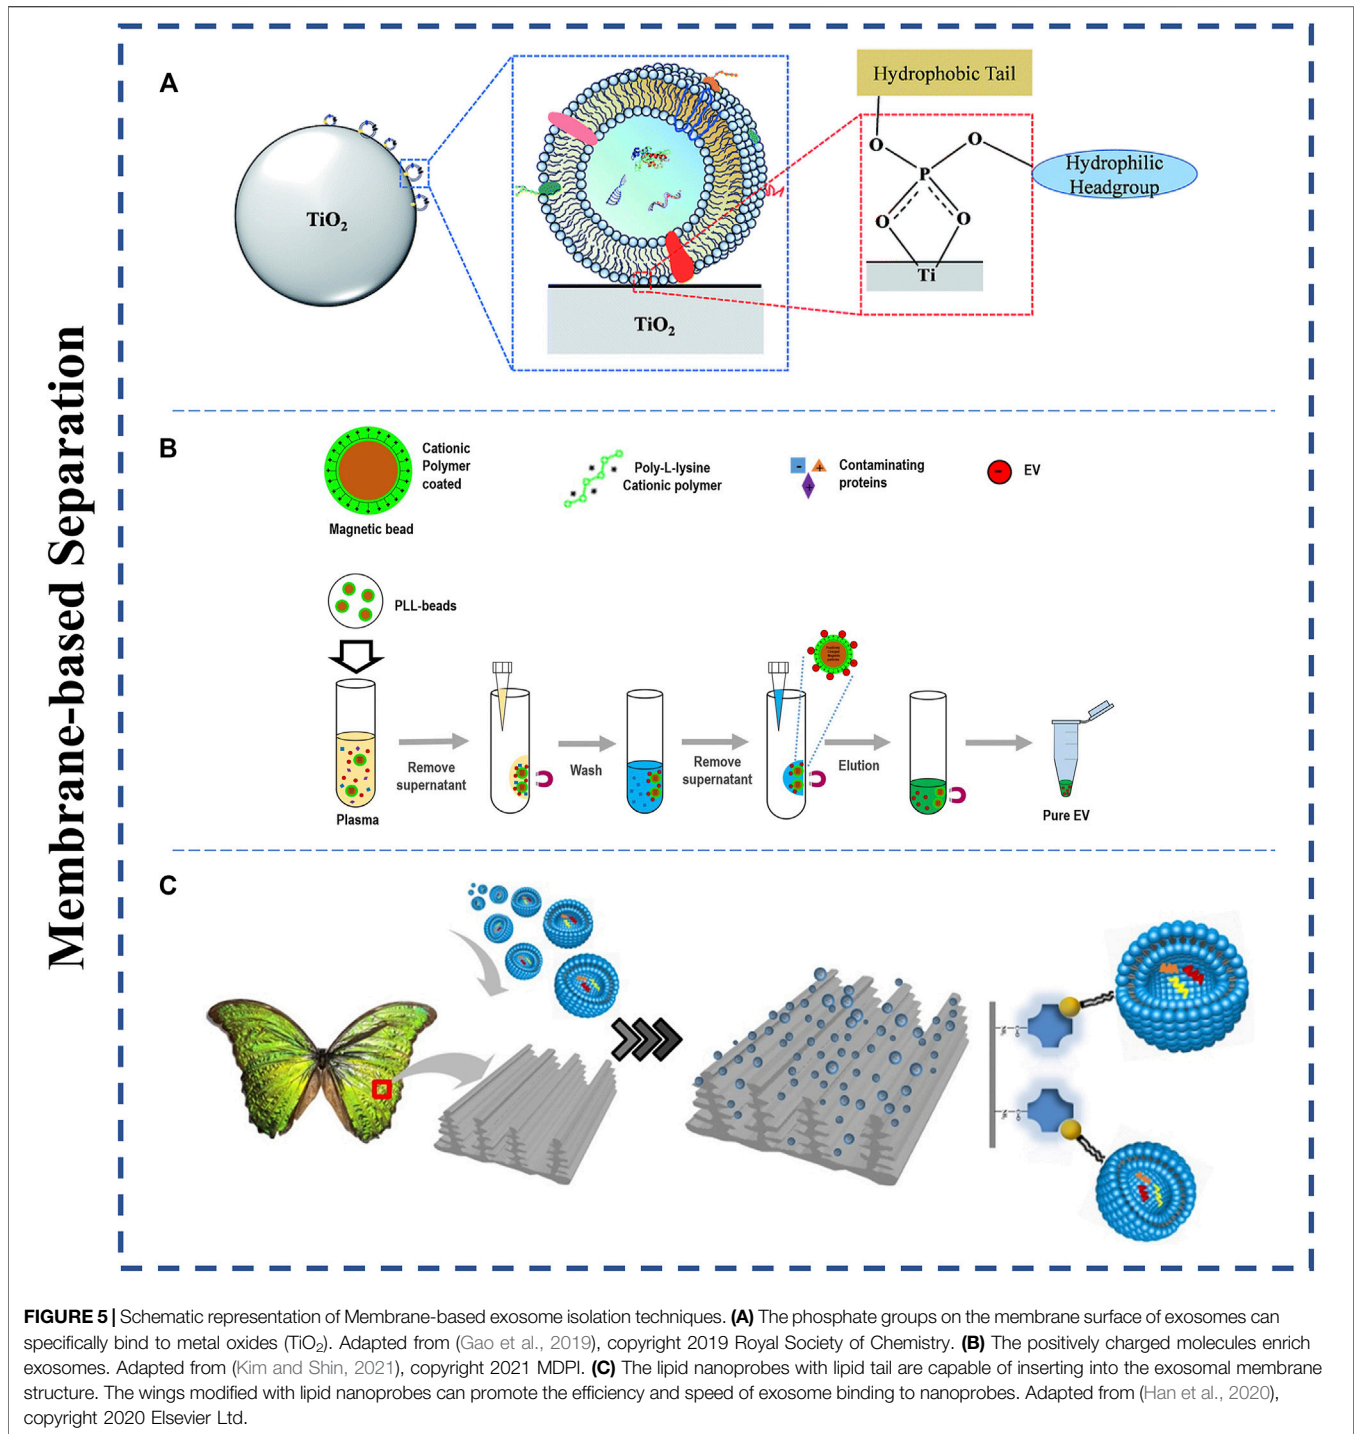 Membrane-based Separation
A
TiO2
TiO2
Hydrophobic Tail
O
O
P
O
O
Ti
Hydrophilic
Headgroup
B
Cationic
Polymer
coated
Magnetic bead
Poly-L-lysine
Cationic polymer
-
+
+
Contaminating
proteins
-
EV
PLL-beads
Plasma
Remove
supernatant
Wash
Remove
supernatant
Elution
Pure EV
C
FIGURE 5 | Schematic representation of Membrane-based exosome isolation techniques. (A) The phosphate groups on the membrane surface of exosomes can
specifically bind to metal oxides (TiO2). Adapted from (Gao et al., 2019), copyright 2019 Royal Society of Chemistry. (B) The positively charged molecules enrich
exosomes. Adapted from (Kim and Shin, 2021), copyright 2021 MDPI. (C) The lipid nanoprobes with lipid tail are capable of inserting into the exosomal membrane
structure. The wings modified with lipid nanoprobes can promote the efficiency and speed of exosome binding to nanoprobes. Adapted from (Han et al., 2020),
copyright 2020 Elsevier Ltd.